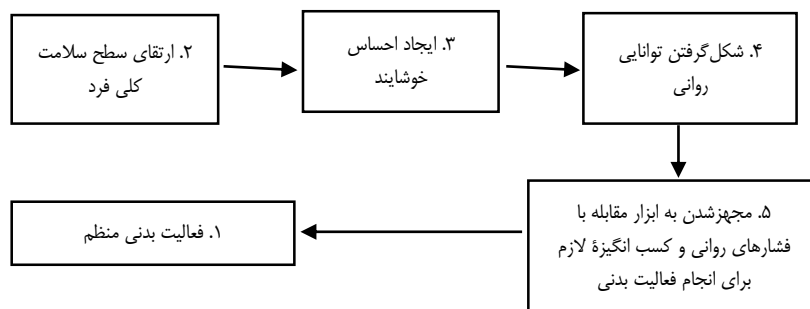 ۲. ارتقای سطح سلامت
کلی فرد
۳. ایجاد احساس
خوشایند
۴. شکل‌گرفتن توانایی
روانی
۱. فعالیت بدنی منظم
۵. مجهزشدن به ابزار مقابله با
فشارهای روانی و کسب انگیزۀ لازم
برای انجام فعالیت بدنی